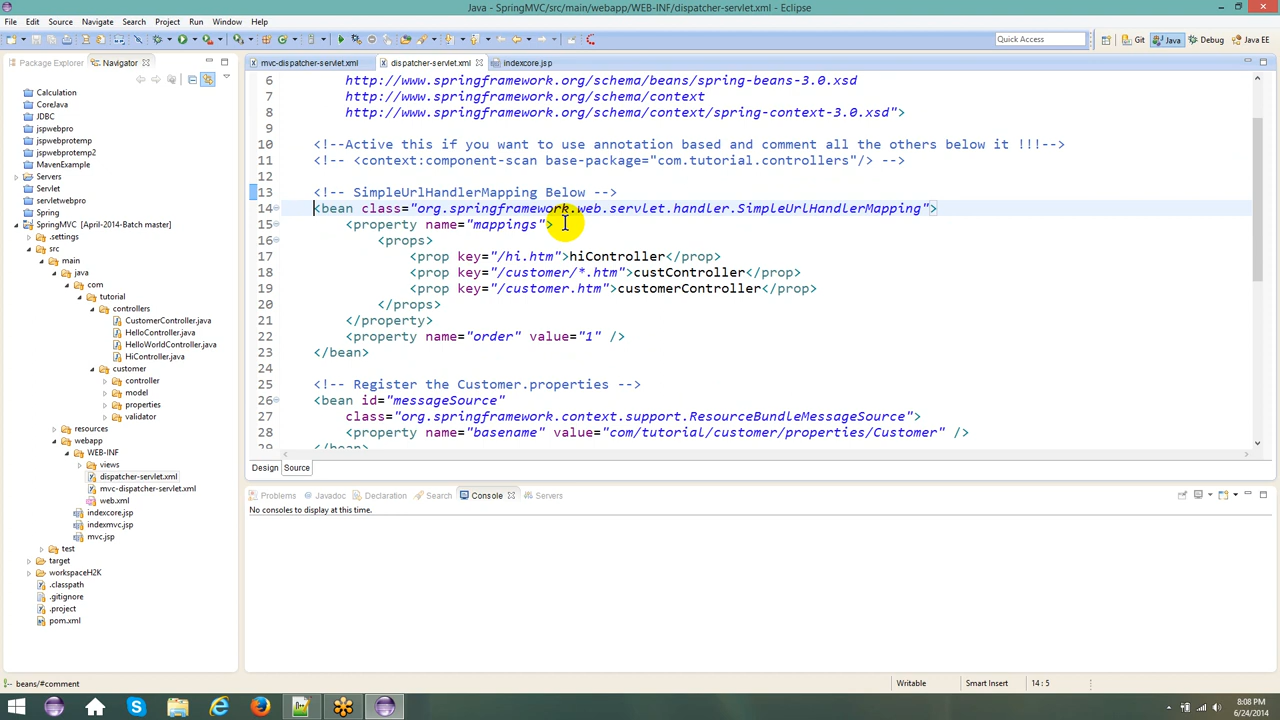 Java - SpringMVC/src/main/webapp/WEB-INF/dispatcher-servlet.xml - Eclipse
File Edit Source Navigate Search Project Run Window Help
Quick Access
Git Java Debug Java EE
Package Explorer Navigator
mvc-dispatcher-servlet.xml dispatcher-servlet.xml indexcore.jsp
Calculation
CoreJava
JDBC
jspwebpro
jspwebprotemp
jspwebprotemp2
MavenExample
Servers
Servlet
servletwebpro
Spring
SpringMVC [April-2014-Batch master]
.settings
src
main
java
com
tutorial
controllers
CustomerController.java
HelloController.java
HelloWorldController.java
HiController.java
customer
controller
model
properties
validator
resources
webapp
WEB-INF
views
dispatcher-servlet.xml
mvc-dispatcher-servlet.xml
web.xml
indexcore.jsp
indexmvc.jsp
mvc.jsp
test
target
workspaceH2K
.classpath
.gitignore
.project
pom.xml
6 http://www.springframework.org/schema/beans/spring-beans-3.0.xsd
7 http://www.springframework.org/schema/context
8 http://www.springframework.org/schema/context/spring-context-3.0.xsd">
9
10 <!--Active this if you want to use annotation based and comment all the others below it !!!-->
11 <!-- <context:component-scan base-package="com.tutorial.controllers"/> -->
12
13 <!-- SimpleUrlHandlerMapping Below -->
14 <bean class="org.springframework.web.servlet.handler.SimpleUrlHandlerMapping">
15 <property name="mappings">
16 <props>
17 <prop key="/hi.htm">hiController</prop>
18 <prop key="/customer/*.htm">custController</prop>
19 <prop key="/customer.htm">customerController</prop>
20 </props>
21 </property>
22 <property name="order" value="1" />
23 </bean>
24
25 <!-- Register the Customer.properties -->
26 <bean id="messageSource"
27 class="org.springframework.context.support.ResourceBundleMessageSource">
28 <property name="basename" value="com/tutorial/customer/properties/Customer" />
29 </bean>
Design Source
Problems Javadoc Declaration Search Console Servers
No consoles to display at this time.
beans/#comment
Writable Smart Insert 14 : 5
8:08 PM
6/24/2014